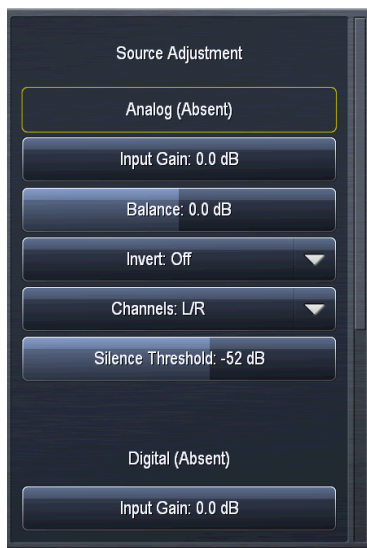 Source Adjustment
Analog (Absent)
Input Gain: 0.0 dB
Balance: 0.0 dB
Invert: Off
Channels: L/R
Silence Threshold: -52 dB
Digital (Absent)
Input Gain: 0.0 dB